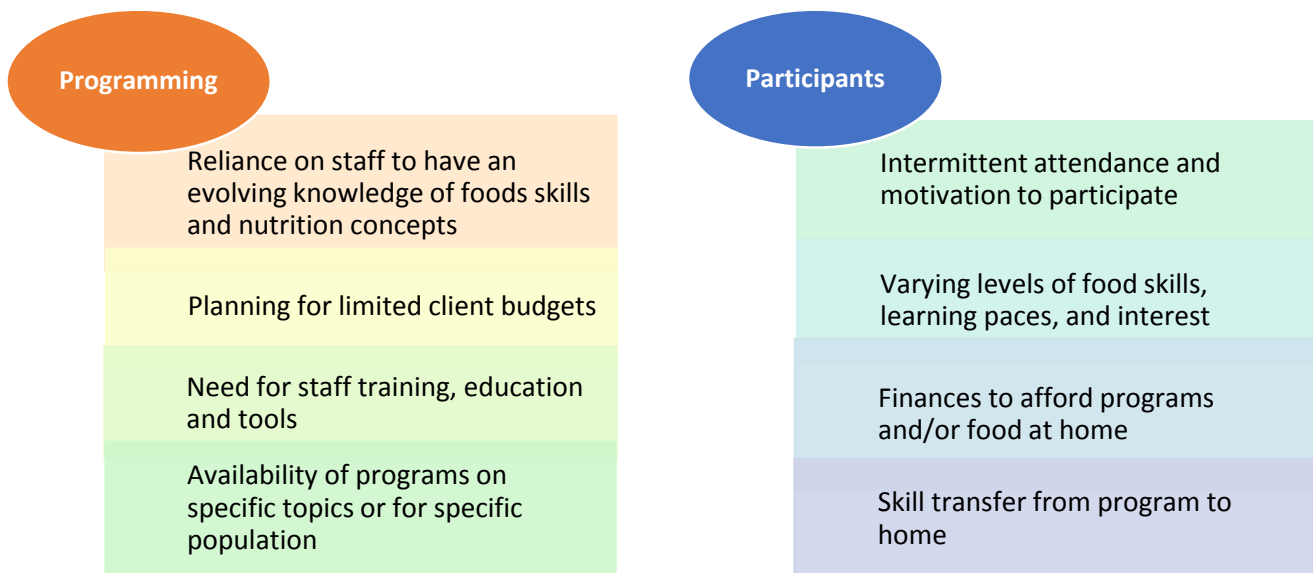 Programming
Reliance on staff to have an
evolving knowledge of foods skills
and nutrition concepts
Planning for limited client budgets
Need for staff training, education
and tools
Availability of programs on
specific topics or for specific
population
Participants
Intermittent attendance and
motivation to participate
Varying levels of food skills,
learning paces, and interest
Finances to afford programs
and/or food at home
Skill transfer from program to
home